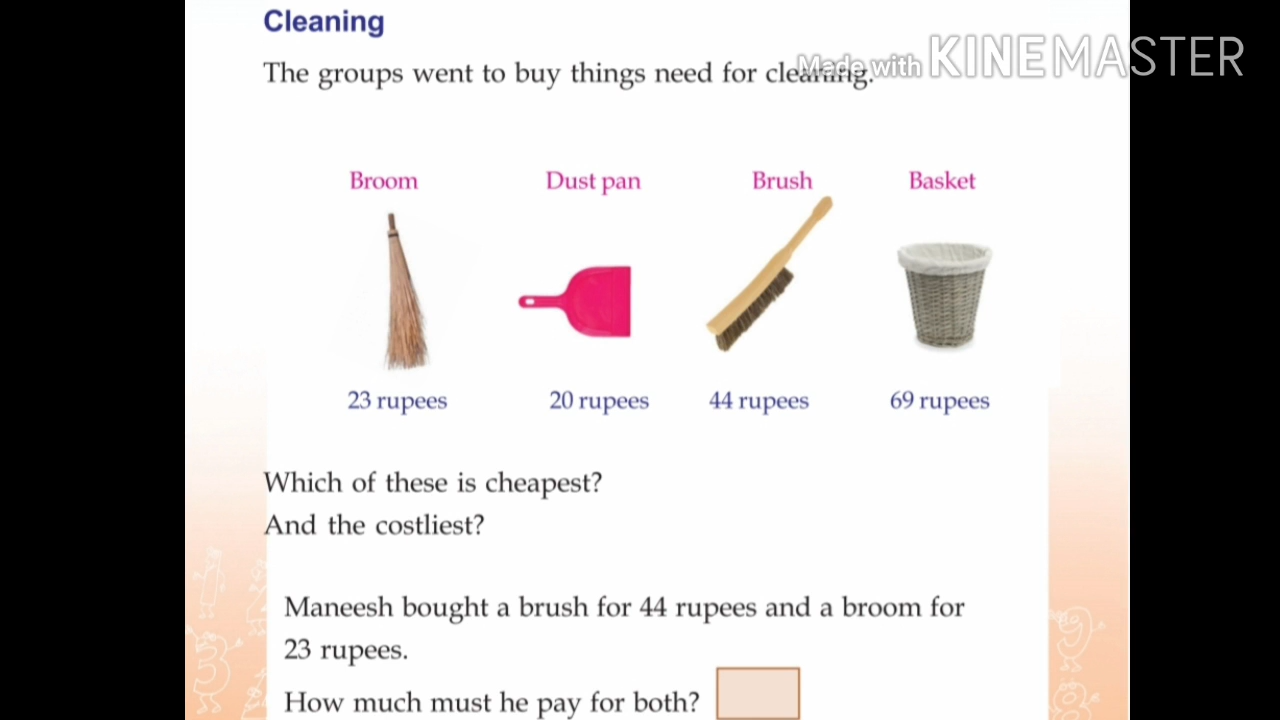 Cleaning
Made with KINEMASTER
The groups went to buy things need for cleaning.
Broom Dust pan Brush Basket
23 rupees 20 rupees 44 rupees 69 rupees
Which of these is cheapest?
And the costliest?
Maneesh bought a brush for 44 rupees and a broom for
23 rupees.
How much must he pay for both?